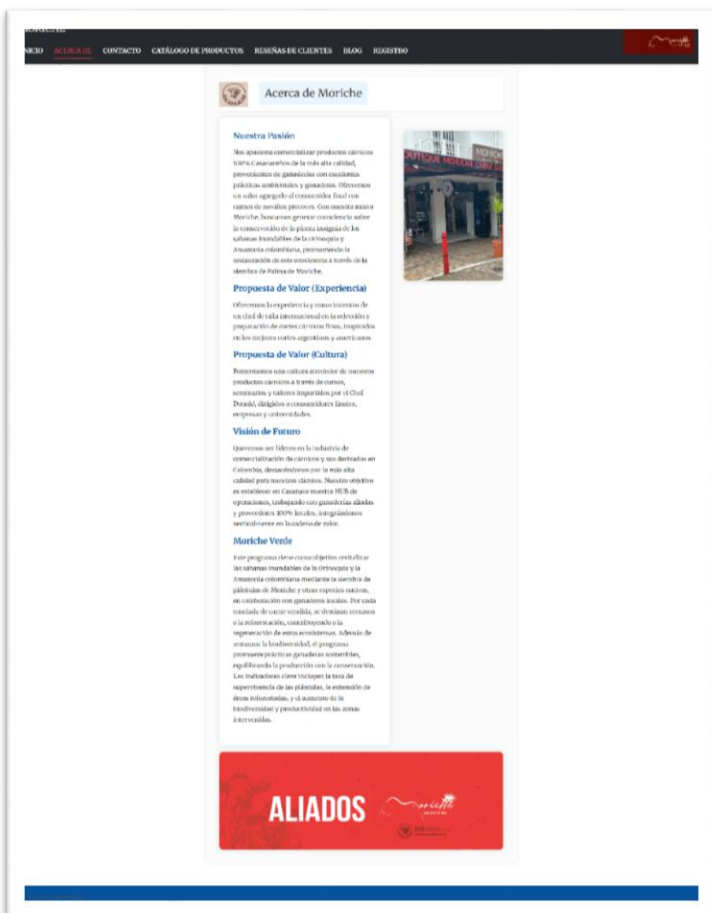 INICIO ACERCA DE CONTACTO CATÁLOGO DE PRODUCTOS RESEÑAS DE CLIENTES BLOG REGISTRO
Acerca de Moriche
Nuestra Pasión
Nos apasiona comercializar productos cárnicos
100% Casanareños de la más alta calidad,
provenientes de ganaderías con excelentes
prácticas ambientales y ganaderas. Ofrecemos
un valor agregado al consumidor final con
carnes de novillos precoces. Con nuestra marca
Moriche, buscamos generar consciencia sobre
la conservación de la planta insignia de las
sabanas inundables de la Orinoquia y
Amazonia colombiana, promoviendo la
restauración de este ecosistema a través de la
siembra de Palma de Moriche.
Propuesta de Valor (Experiencia)
Ofrecemos la experiencia y conocimientos de
un chef de talla internacional en la selección y
preparación de cortes cárnicos finos, inspirados
en los mejores cortes argentinos y americanos
Propuesta de Valor (Cultura)
Fomentamos una cultura alrededor de nuestros
productos cárnicos a través de cursos,
seminarios y talleres impartidos por el Chef
dirigidos a consumidores finales,
empresas y universidades.
Visión de Futuro
Queremos ser líderes en la industria de
comercialización de cárnicos y sus derivados en
Colombia, destacándonos por la más alta
calidad para nuestros clientes. Nuestro objetivo
es establecer en Casanare nuestro HUB de
operaciones, trabajando con ganaderías aliadas
y proveedores 100% locales, integrándonos
verticalmente en la cadena de valor.
Moriche Verde
Este programa tiene como objetivo revitalizar
las sabanas inundables de la Orinoquia y la
Amazonia colombiana mediante la siembra de
plántulas de Moriche y otras especies nativas,
en colaboración con ganaderos locales. Por cada
tonelada de carne vendida, se destinan recursos
a la reforestación, contribuyendo a la
regeneración de estos ecosistemas. Además de
restaurar la biodiversidad, el programa
promueve prácticas ganaderas sostenibles,
equilibrando la producción con la conservación.
Los indicadores clave incluyen la tasa de
supervivencia de las plántulas, la extensión de
áreas reforestadas, y el aumento de la
biodiversidad y productividad en las zonas
intervenidas.
BOUTIQUE MORICHE
MORICHE
ALIADOS